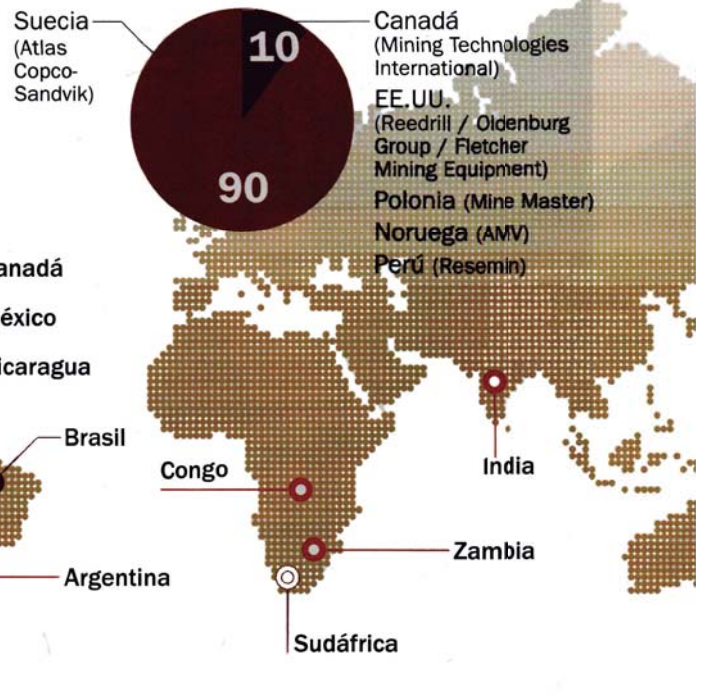 Suecia
(Atlas
Copco-
Sandvik)
10
90
Canadá
(Mining Technologies
International)
EE.UU.
(Reedrill / Oldenburg
Group / Fletcher
Mining Equipment)
Polonia (Mine Master)
Noruega (AMV)
Perú (Resemin)
anadá
éxico
icaragua
Brasil
Argentina
Congo
India
Zambia
Sudáfrica